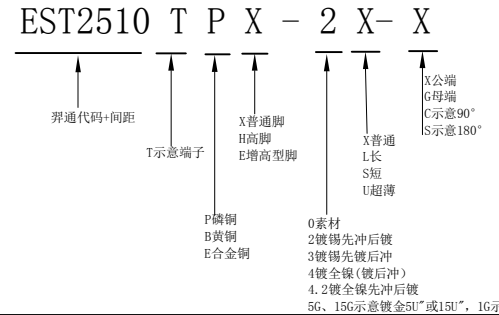 EST2510 T P X - 2 X- X
羿通代码+间距
T示意端子
P磷铜
B黄铜
E合金铜
X普通脚
H高脚
E增高型脚
0素材
2镀锡先冲后镀
3镀锡先镀后冲
4镀全镍(镀后冲)
4.2镀全镍先冲后镀
5G、15G示意镀金5U″或15U″，1G示
X普通
L长
S短
U超薄
X公端
G母端
C示意90°
S示意180°